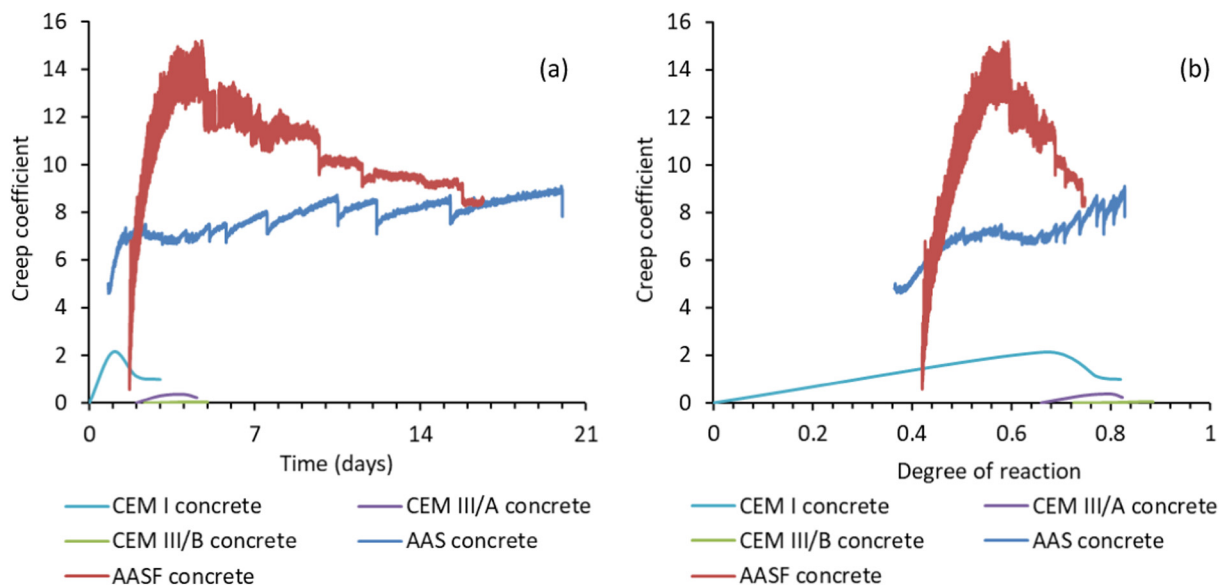 16
14
12
10
8
6
4
2
0
Creep coefficient
(a)
0 7 14 21
Time (days)
CEM I concrete CEM III/A concrete
CEM III/B concrete AAS concrete
AASF concrete
16
14
12
10
8
6
4
2
0
Creep coefficient
(b)
0 0.2 0.4 0.6 0.8 1
Degree of reaction
CEM I concrete CEM III/A concrete
CEM III/B concrete AAS concrete
AASF concrete